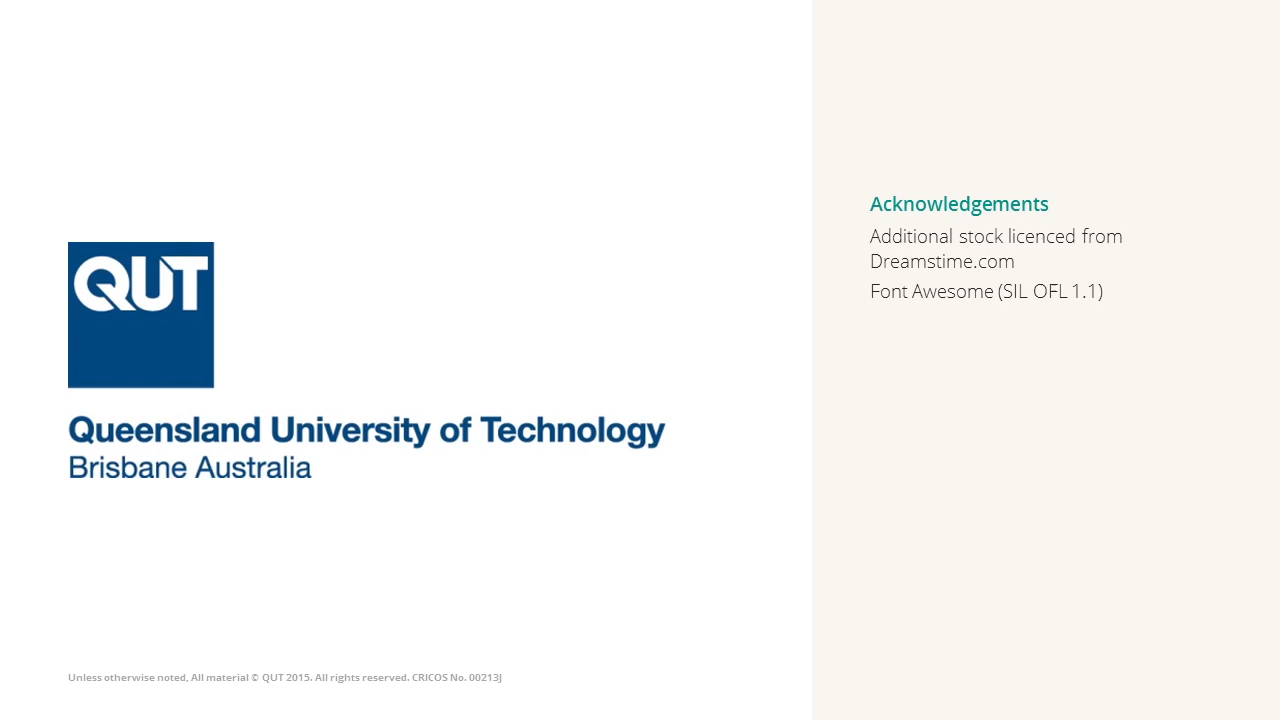 QUT
Queensland University of Technology
Brisbane Australia
Unless otherwise noted, All material © QUT 2015. All rights reserved. CRICOS No. 00213J
Acknowledgements
Additional stock licenced from
Dreamstime.com
Font Awesome (SIL OFL 1.1)